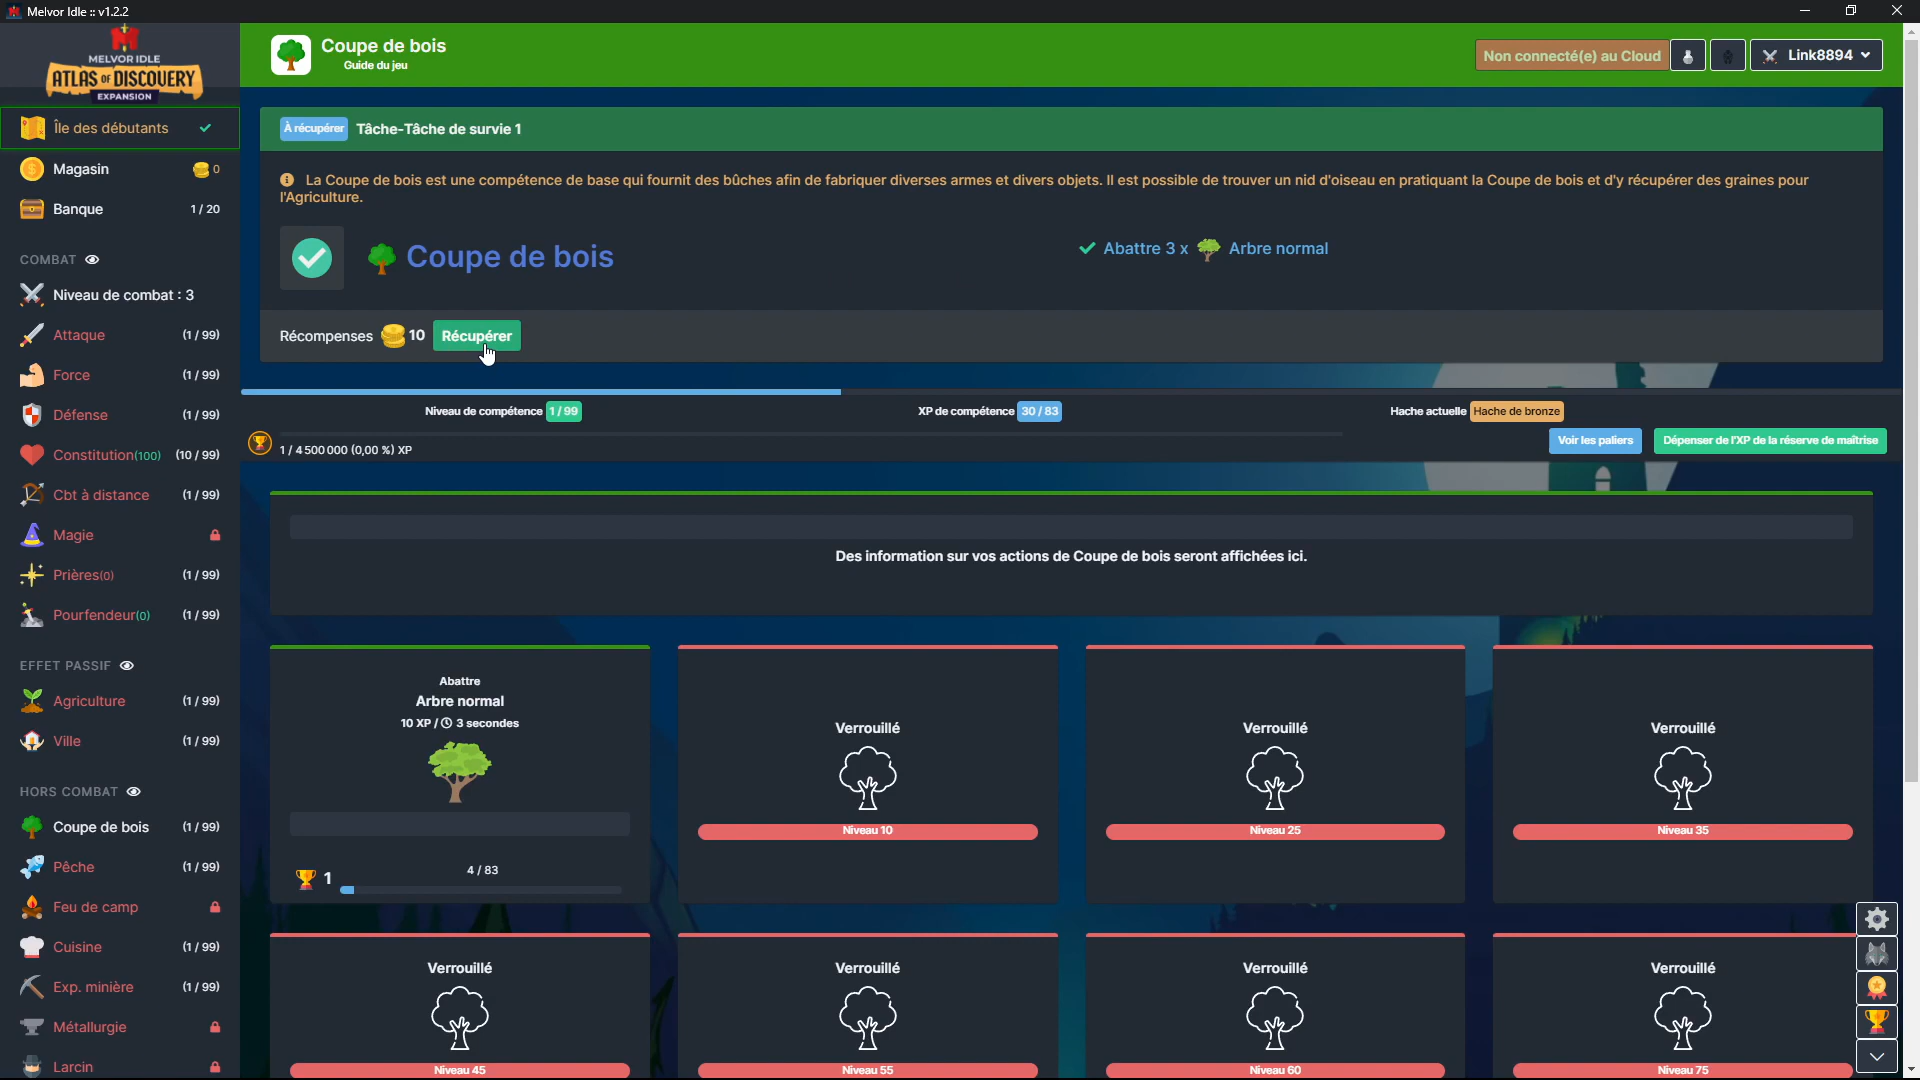 Melvor Idle :: v1.2.2
MELVOR IDLE
ATLAS OF DISCOVERY
EXPANSION
Coupe de bois
Guide du jeu
Non connecté(e) au Cloud
Link8894
Île des débutants
Magasin
0
Banque
1 / 20
COMBAT
Niveau de combat : 3
Attaque
(1 / 99)
Force
(1 / 99)
Défense
(1 / 99)
Constitution(100)
(10 / 99)
Cbt à distance
(1 / 99)
Magie
Prières(0)
(1 / 99)
Pourfendeur(0)
(1 / 99)
EFFET PASSIF
Agriculture
(1 / 99)
Ville
(1 / 99)
HORS COMBAT
Coupe de bois
(1 / 99)
Pêche
(1 / 99)
Feu de camp
Cuisine
(1 / 99)
Exp. minière
(1 / 99)
Métallurgie
Larcin
À récupérer
Tâche-Tâche de survie 1
La Coupe de bois est une compétence de base qui fournit des bûches afin de fabriquer diverses armes et divers objets. Il est possible de trouver un nid d'oiseau en pratiquant la Coupe de bois et d'y récupérer des graines pour
l'Agriculture.
Coupe de bois
Abattre 3 x Arbre normal
Récompenses
10
Récupérer
Niveau de compétence 1 / 99
XP de compétence 30 / 83
Hache actuelle Hache de bronze
1 / 4 500 000 (0,00 %) XP
Voir les paliers
Dépenser de l'XP de la réserve de maîtrise
Des information sur vos actions de Coupe de bois seront affichées ici.
Abattre
Arbre normal
10 XP / 3 secondes
1
4 / 83
Verrouillé
Niveau 10
Verrouillé
Niveau 25
Verrouillé
Niveau 35
Verrouillé
Niveau 45
Verrouillé
Niveau 55
Verrouillé
Niveau 60
Verrouillé
Niveau 75